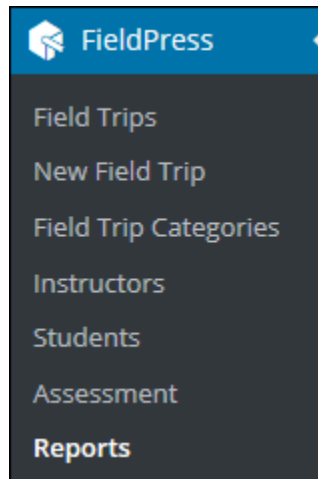 FieldPress
Field Trips
New Field Trip
Field Trip Categories
Instructors
Students
Assessment
Reports